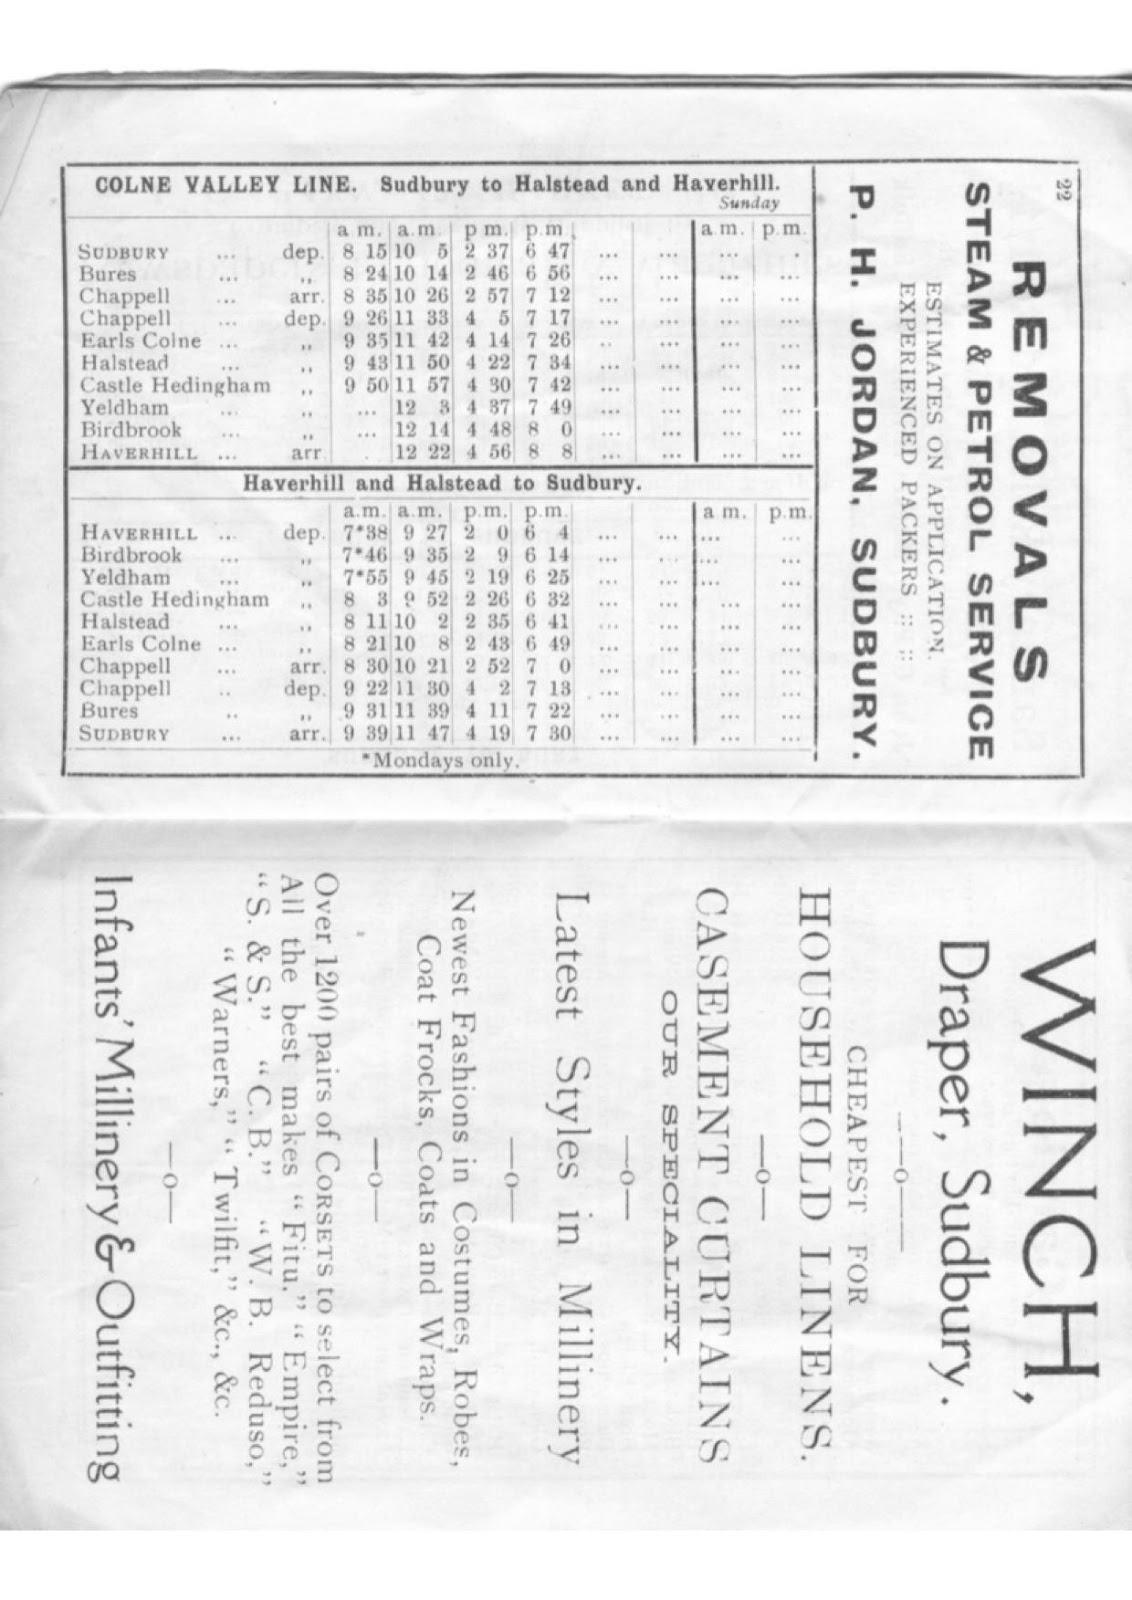 22
REMOVALS
STEAM & PETROL SERVICE
ESTIMATES ON APPLICATION.
EXPERIENCED PACKERS :: ::
P. H. JORDAN, SUDBURY.
COLNE VALLEY LINE. Sudbury to Halstead and Haverhill.
Sunday
a.m. a.m. p m. p.m. a.m. p.m.
SUDBURY ... dep. 8 15 10 5 2 37 6 47 ... ... ... ...
Bures ... ,, 8 24 10 14 2 46 6 56 ... ... ... ...
Chappell ... arr. 8 35 10 26 2 57 7 12 ... ... ... ...
Chappell ... dep. 9 26 11 33 4 5 7 17 ... ... ... ...
Earls Colne ... ,, 9 35 11 42 4 14 7 26 .. ... ... ...
Halstead ... ,, 9 43 11 50 4 22 7 34 ... ... ... ...
Castle Hedingham ,, 9 50 11 57 4 30 7 42 ... ... ... ...
Yeldham ... ,, ... 12 3 4 37 7 49 ... ... ... ...
Birdbrook ... ,, ... 12 14 4 48 8 0 ... ... ... ...
HAVERHILL ... arr. . . 12 22 4 56 8 8 ... ... ... ...
Haverhill and Halstead to Sudbury.
a.m. a.m. p.m. p.m. a m. p.m.
HAVERHILL ... dep. 7*38 9 27 2 0 6 4 ... ... ... ...
Birdbrook ... ,, 7*46 9 35 2 9 6 14 ... ... ... ...
Yeldham ... ,, 7*55 9 45 2 19 6 25 ... ... ... ...
Castle Hedingham ,, 8 3 9 52 2 26 6 32 ... ... ... ...
Halstead ... ,, 8 11 10 2 2 35 6 41 ... ... ... ...
Earls Colne ... ,, 8 21 10 8 2 43 6 49 ... ... ... ...
Chappell ... arr. 8 30 10 21 2 52 7 0 ... ... ... ...
Chappell .. dep. 9 22 11 30 4 2 7 13 ... ... ... ...
Bures .. ,, 9 31 11 39 4 11 7 22 ... ... ... ...
SUDBURY ... arr. 9 39 11 47 4 19 7 30 ... ... ... ...
*Mondays only.
WINCH,
Draper, Sudbury.
—o—
CHEAPEST FOR
HOUSEHOLD LINENS.
—o—
CASEMENT CURTAINS
OUR SPECIALITY.
—o—
Latest Styles in Millinery
—o—
Newest Fashions in Costumes, Robes,
Coat Frocks, Coats and Wraps.
—o—
Over 1200 pairs of CORSETS to select from
All the best makes “Fitu,” “Empire,”
“S. & S.” “C.B.” “W.B. Reduso,”
“Warners,” “Twilfit,” &c., &c.
—o—
Infants’ Millinery & Outfitting